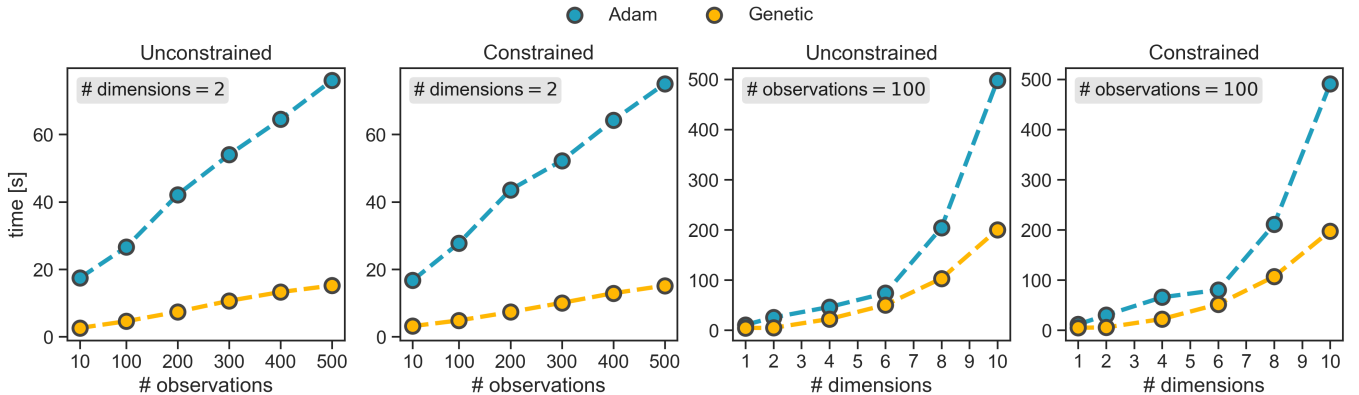 Adam Genetic
Unconstrained
# dimensions = 2
time [s]
60
40
20
0
10 100 200 300 400 500
# observations
Constrained
# dimensions = 2
60
40
20
0
10 100 200 300 400 500
# observations
Unconstrained
# observations = 100
500
400
300
200
100
0
1 2 3 4 5 6 7 8 9 10
# dimensions
Constrained
# observations = 100
500
400
300
200
100
0
1 2 3 4 5 6 7 8 9 10
# dimensions